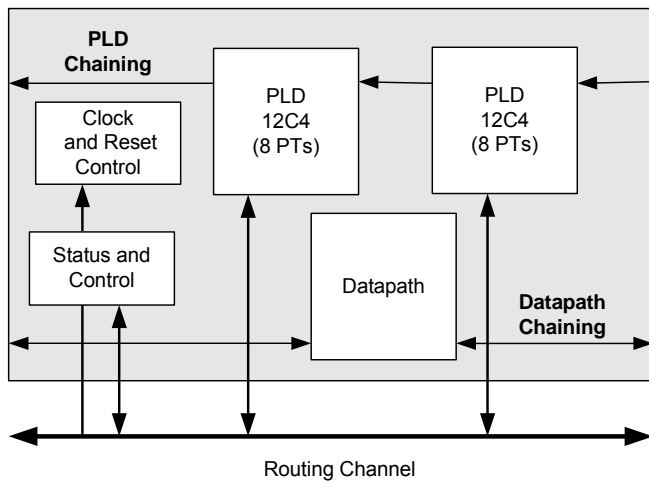 PLD
Chaining
PLD
12C4
(8 PTs)
PLD
12C4
(8 PTs)
Clock
and Reset
Control
Status and
Control
Datapath
Datapath
Chaining
Routing Channel